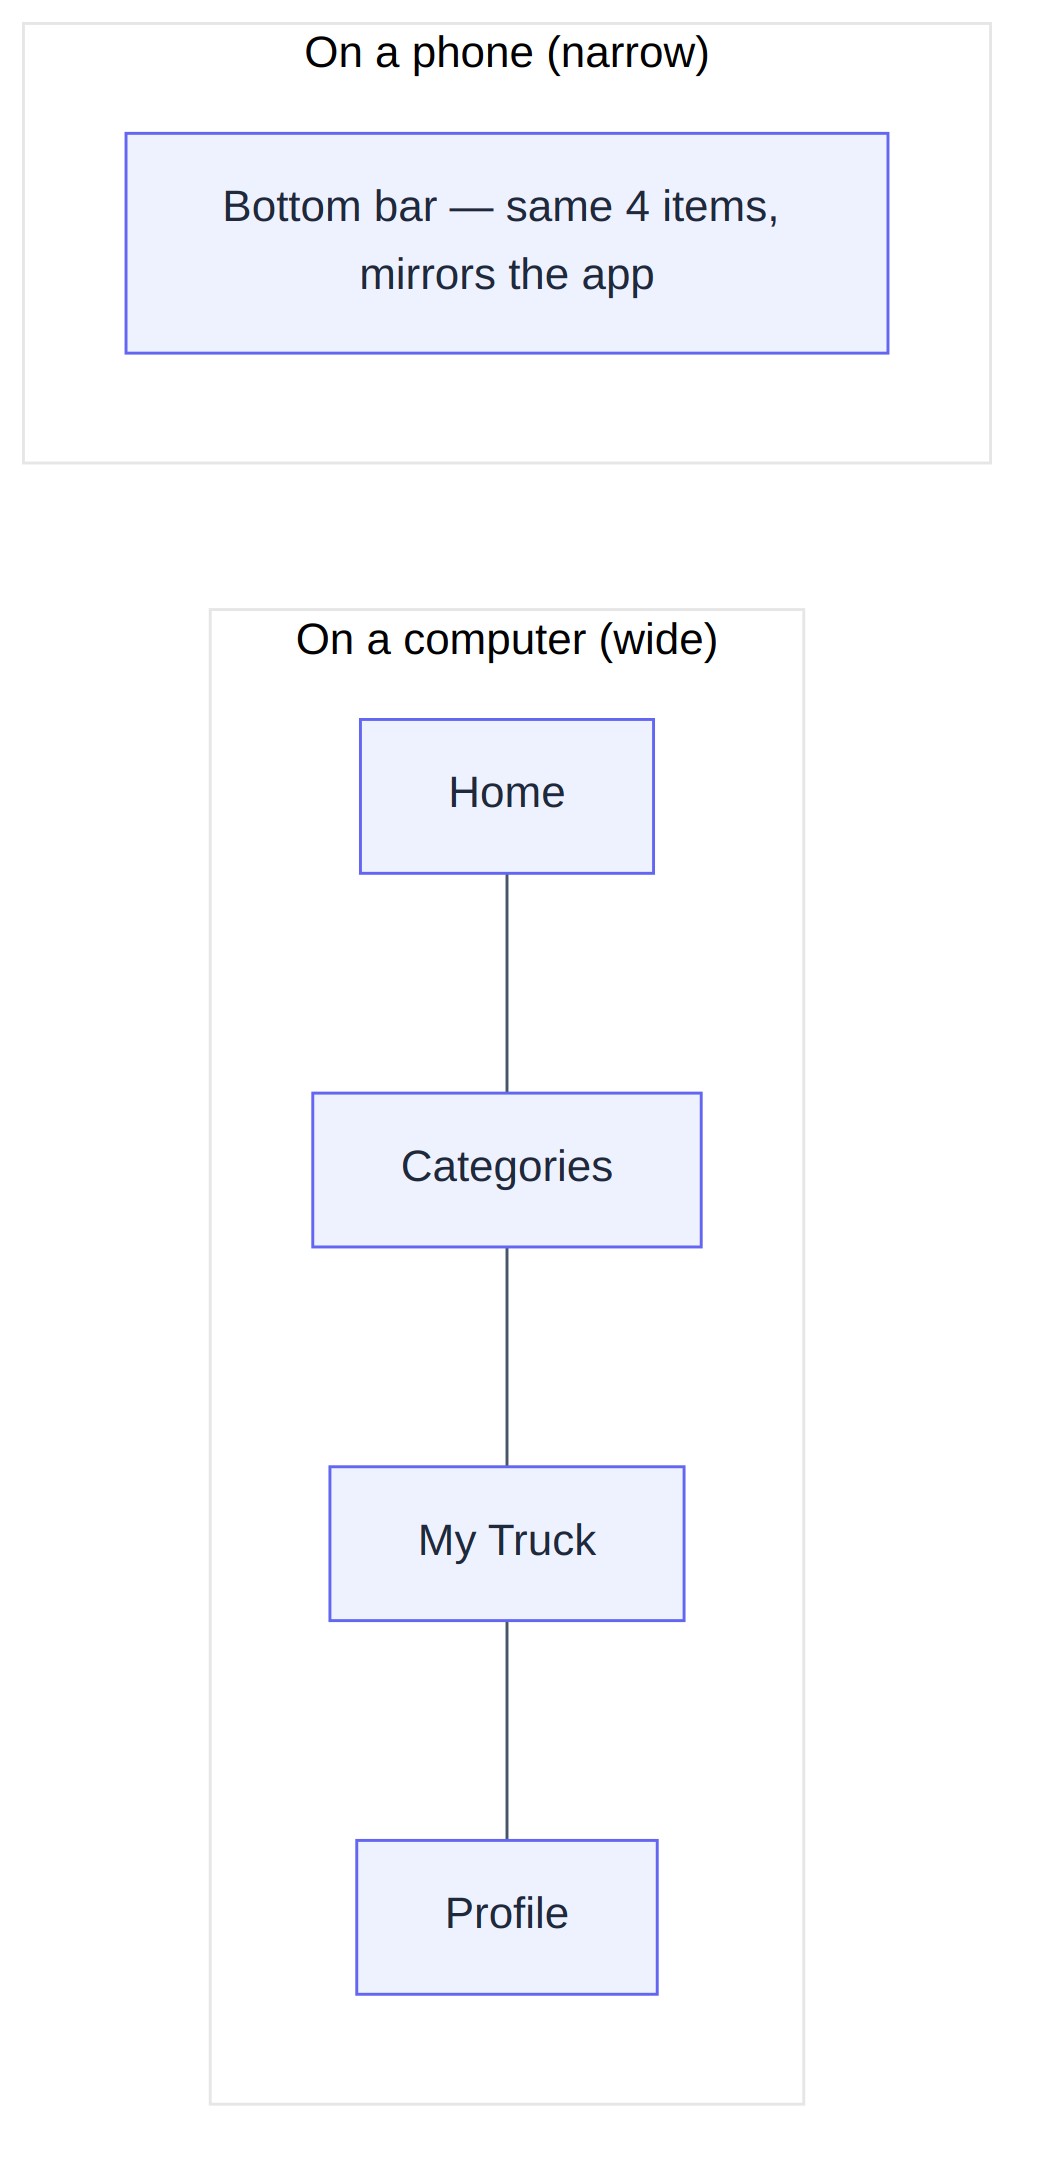 On a phone (narrow)
Bottom bar — same 4 items,
mirrors the app
On a computer (wide)
Home
Categories
My Truck
Profile